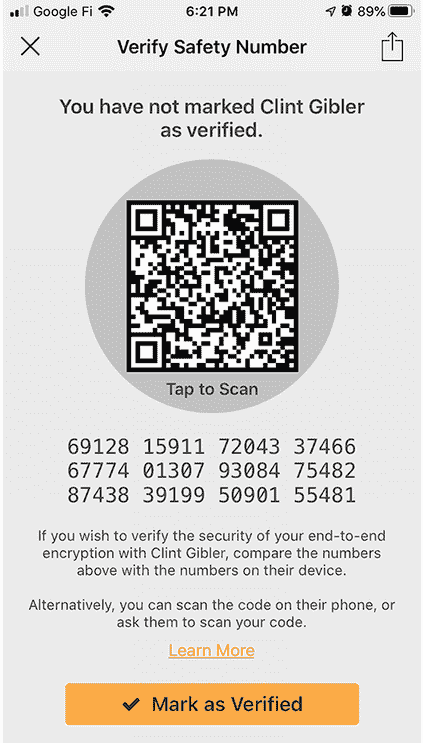 Google Fi 6:21 PM 89%
Verify Safety Number
You have not marked Clint Gibler
as verified.
Tap to Scan
69128 15911 72043 37466
67774 01307 93084 75482
87438 39199 50901 55481
If you wish to verify the security of your end-to-end
encryption with Clint Gibler, compare the numbers
above with the numbers on their device.
Alternatively, you can scan the code on their phone, or
ask them to scan your code.
Learn More
Mark as Verified